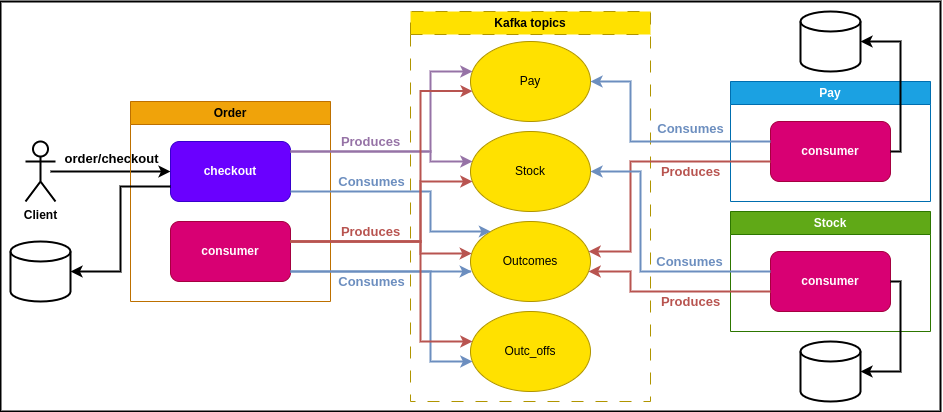 Kafka topics
Order
Pay
Pay
order/checkout
checkout
Produces
Consumes
consumer
Consumes
Produces
Stock
Client
Stock
consumer
Produces
Outcomes
Consumes
consumer
Consumes
Produces
Outc_offs